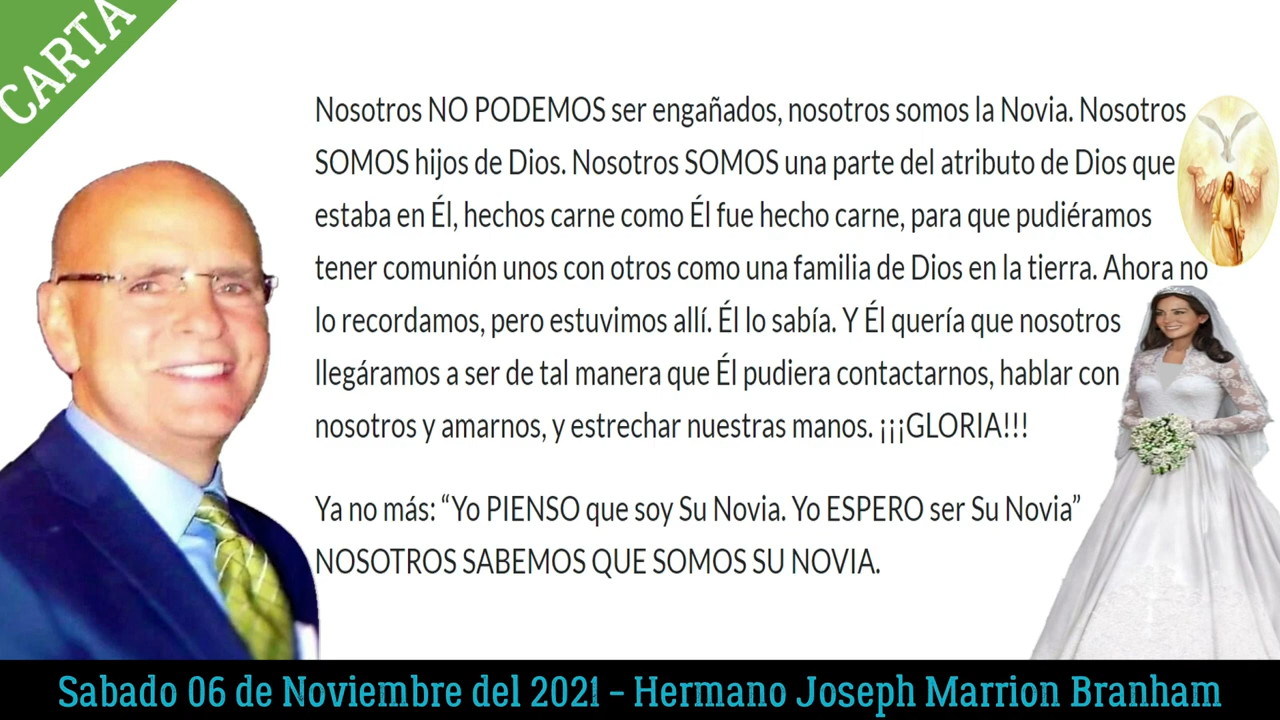 CARTA
Nosotros NO PODEMOS ser engañados, nosotros somos la Novia. Nosotros
SOMOS hijos de Dios. Nosotros SOMOS una parte del atributo de Dios que
estaba en Él, hechos carne como Él fue hecho carne, para que pudiéramos
tener comunión unos con otros como una familia de Dios en la tierra. Ahora no
lo recordamos, pero estuvimos allí. Él lo sabía. Y Él quería que nosotros
llegáramos a ser de tal manera que Él pudiera contactarnos, hablar con
nosotros y amarnos, y estrechar nuestras manos. ¡¡¡GLORIA!!!
Ya no más: “Yo PIENSO que soy Su Novia. Yo ESPERO ser Su Novia”
NOSOTROS SABEMOS QUE SOMOS SU NOVIA.
Sabado 06 de Noviembre del 2021 - Hermano Joseph Marrion Branham